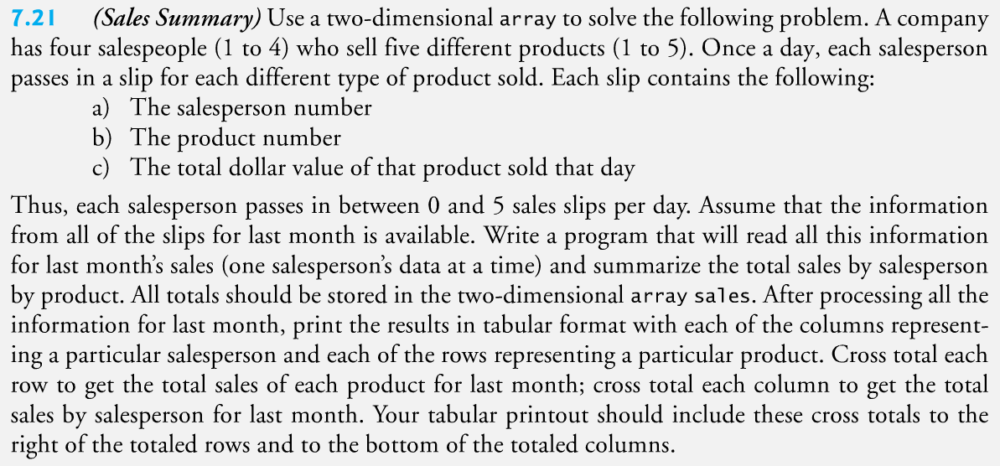 7.21 (Sales Summary) Use a two-dimensional array to solve the following problem. A company
has four salespeople (1 to 4) who sell five different products (1 to 5). Once a day, each salesperson
passes in a slip for each different type of product sold. Each slip contains the following:
a) The salesperson number
b) The product number
c) The total dollar value of that product sold that day
Thus, each salesperson passes in between 0 and 5 sales slips per day. Assume that the information
from all of the slips for last month is available. Write a program that will read all this information
for last month's sales (one salesperson's data at a time) and summarize the total sales by salesperson
by product. All totals should be stored in the two-dimensional array sales. After processing all the
information for last month, print the results in tabular format with each of the columns represent-
ing a particular salesperson and each of the rows representing a particular product. Cross total each
row to get the total sales of each product for last month; cross total each column to get the total
sales by salesperson for last month. Your tabular printout should include these cross totals to the
right of the totaled rows and to the bottom of the totaled columns.